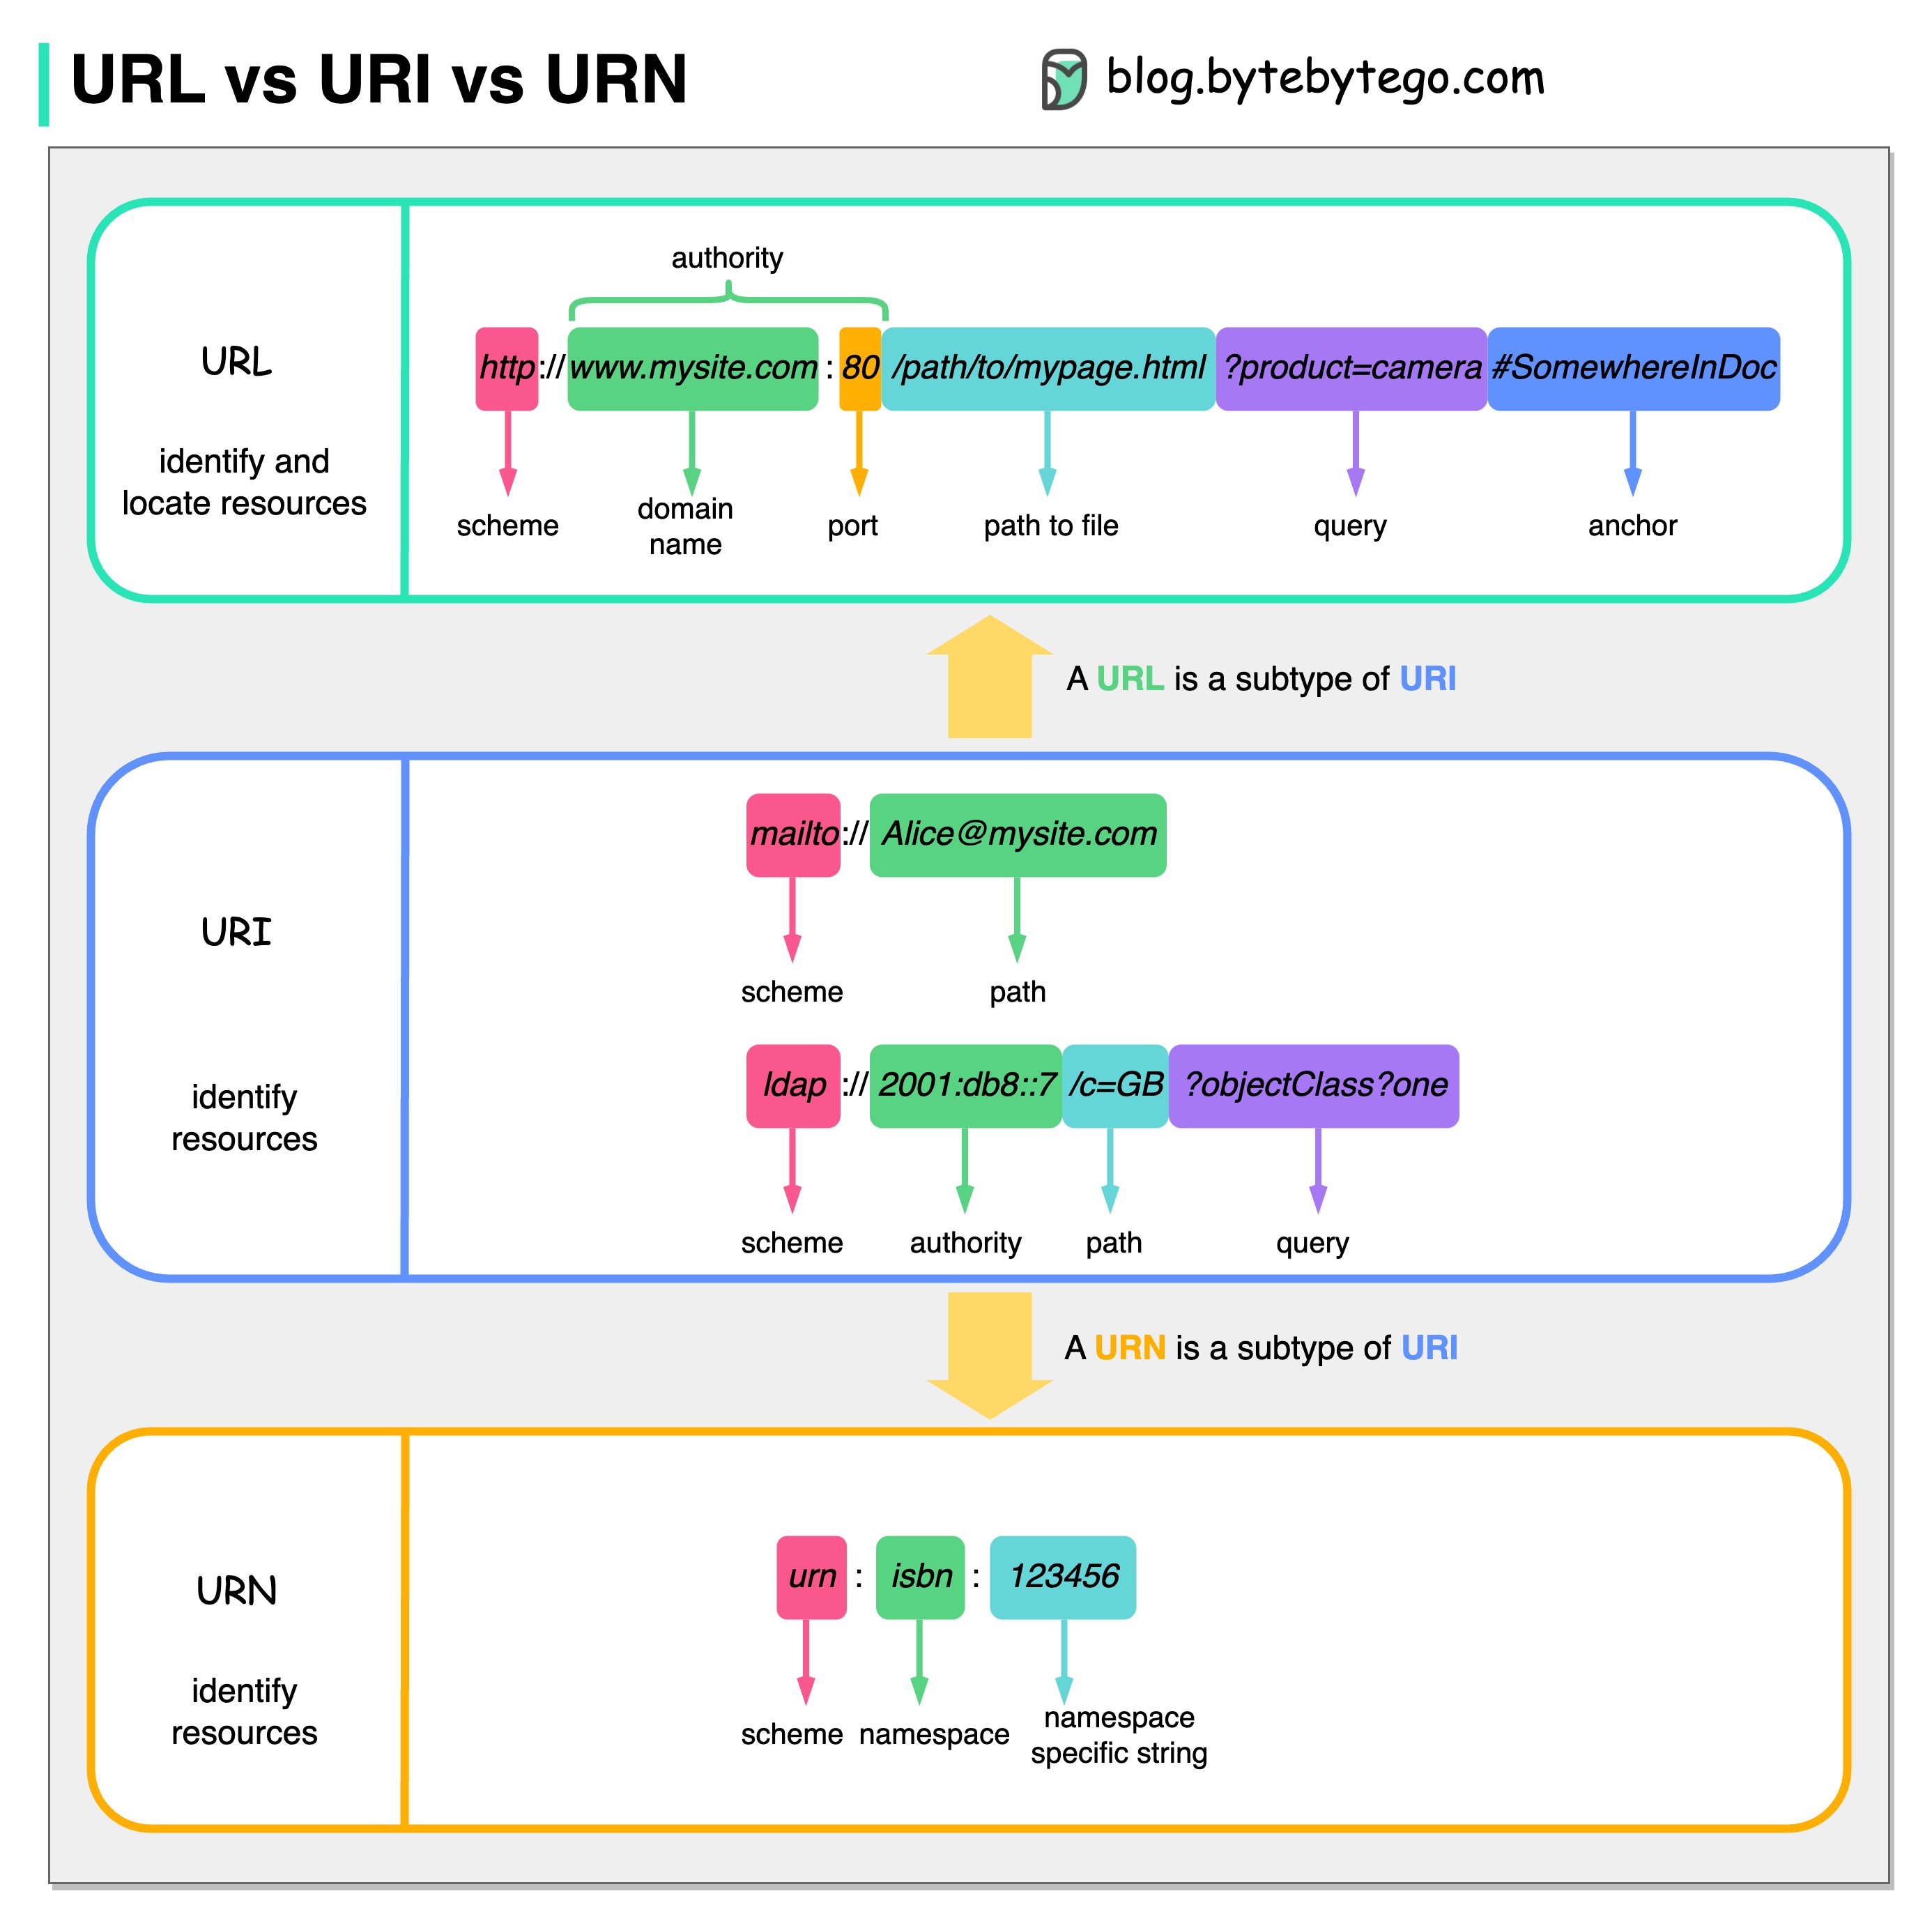 URL vs URI vs URN
blog.bytebytego.com
authority
URL
identify and
locate resources
http://www.mysite.com:80/path/to/mypage.html?product=camera#SomewhereInDoc
scheme
domain
name
port
path to file
query
anchor
A URL is a subtype of URI
URI
identify
resources
mailto://Alice@mysite.com
scheme
path
ldap://2001:db8::7/c=GB?objectClass?one
scheme
authority
path
query
A URN is a subtype of URI
URN
identify
resources
urn : isbn : 123456
scheme
namespace
namespace
specific string